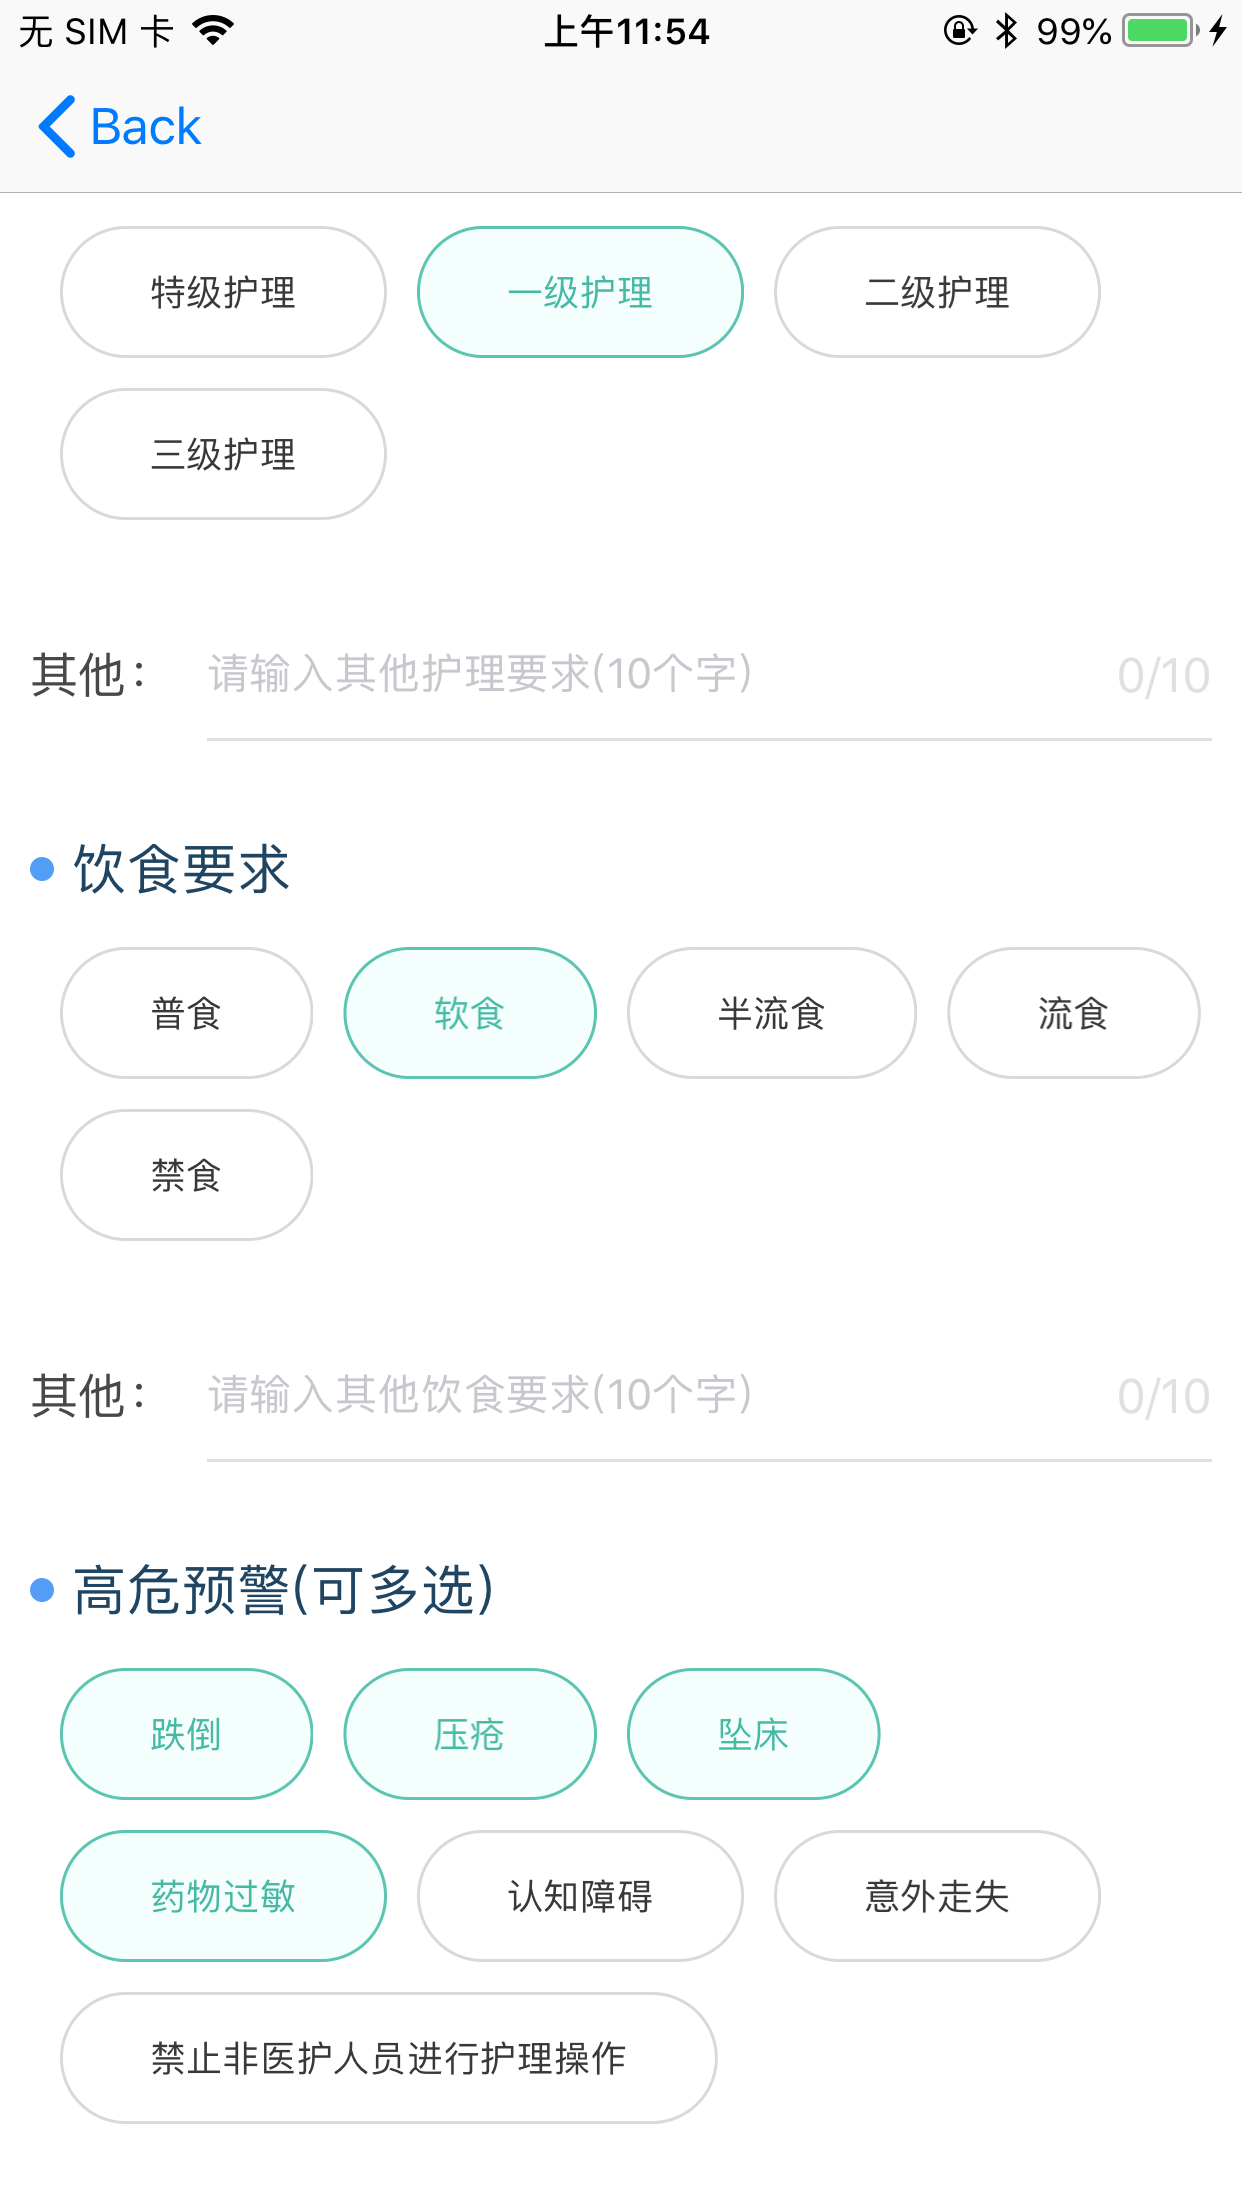 无 SIM 卡 上午11:54 99%
Back
特级护理 一级护理 二级护理
三级护理
其他： 请输入其他护理要求(10个字) 0/10
饮食要求
普食 软食 半流食 流食
禁食
其他： 请输入其他饮食要求(10个字) 0/10
高危预警(可多选)
跌倒 压疮 坠床
药物过敏 认知障碍 意外走失
禁止非医护人员进行护理操作